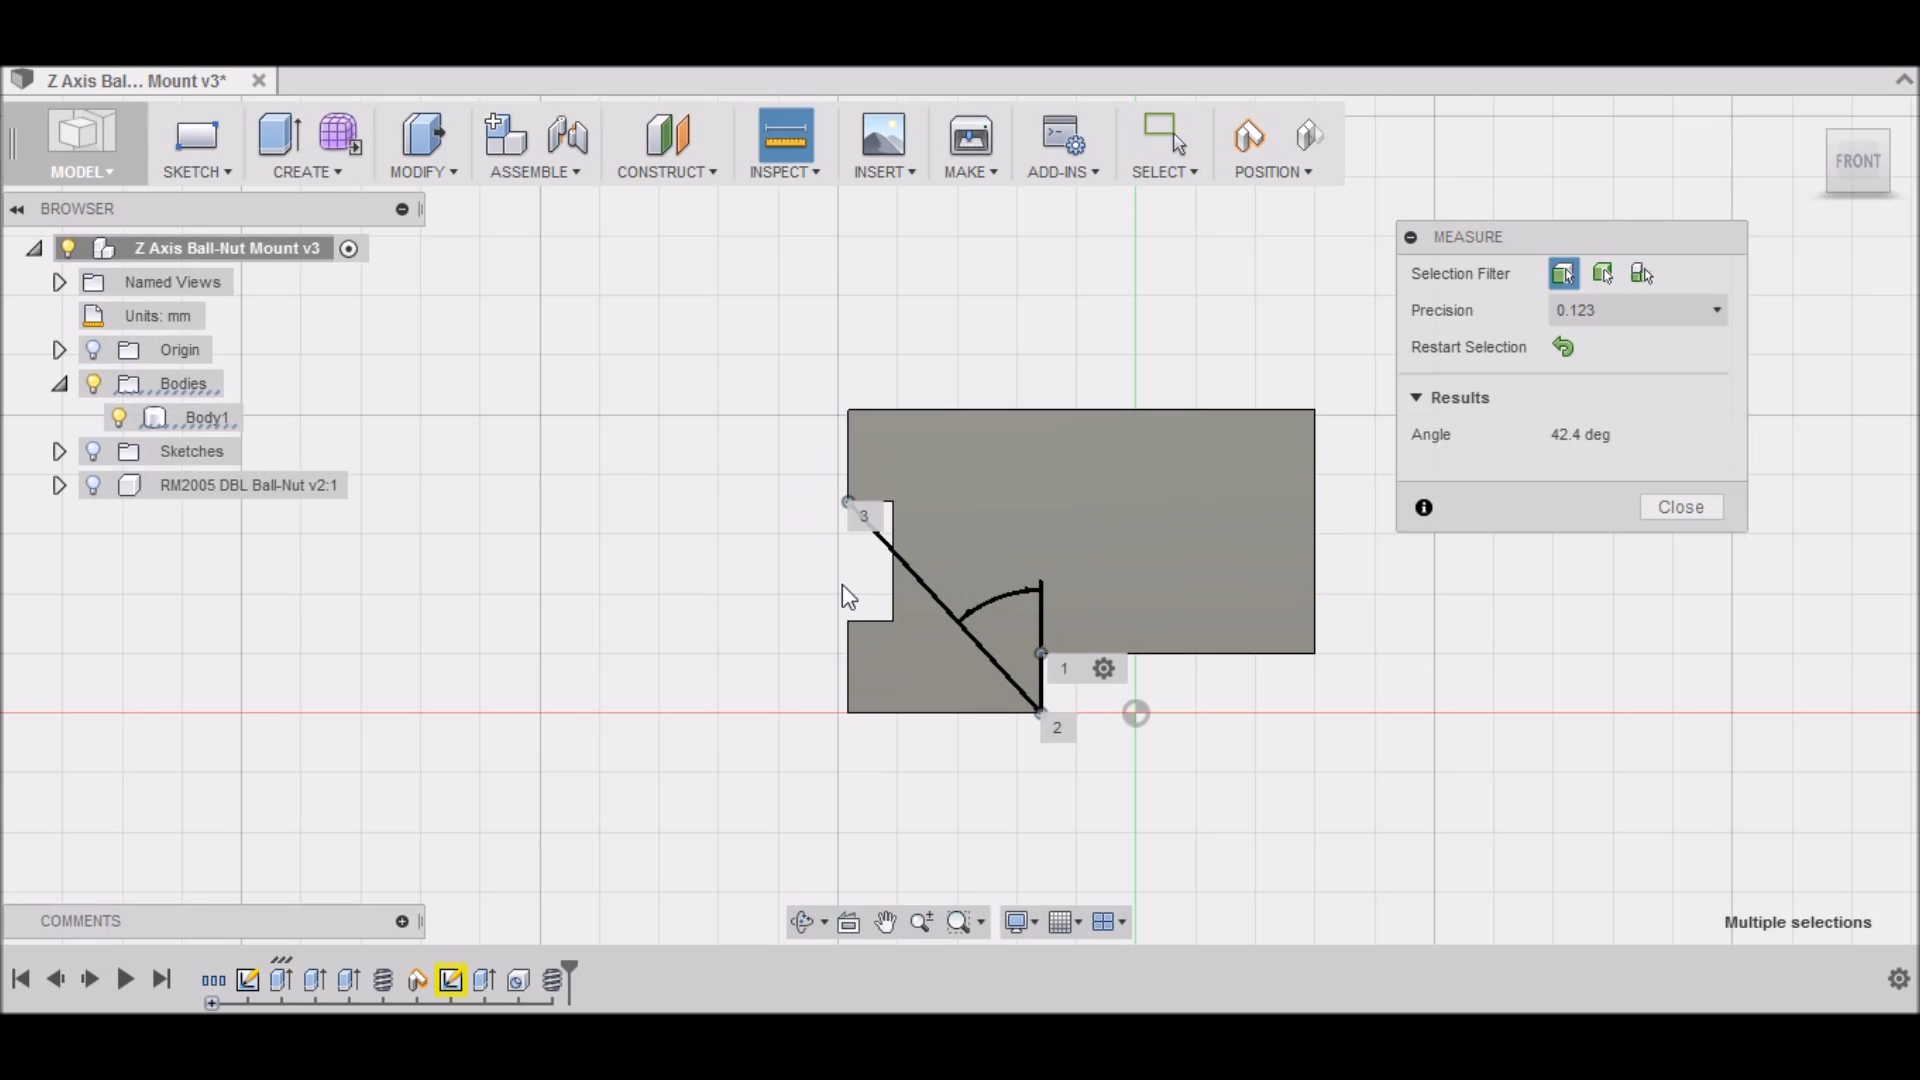 Z Axis Bal... Mount v3*
MODEL
SKETCH
CREATE
MODIFY
ASSEMBLE
CONSTRUCT
INSPECT
INSERT
MAKE
ADD-INS
SELECT
POSITION
FRONT
BROWSER
Z Axis Ball-Nut Mount v3
Named Views
Units: mm
Origin
Bodies
Body1
Sketches
RM2005 DBL Ball-Nut v2:1
MEASURE
Selection Filter
Precision 0.123
Restart Selection
Results
Angle 42.4 deg
Close
3
1
2
COMMENTS
Multiple selections